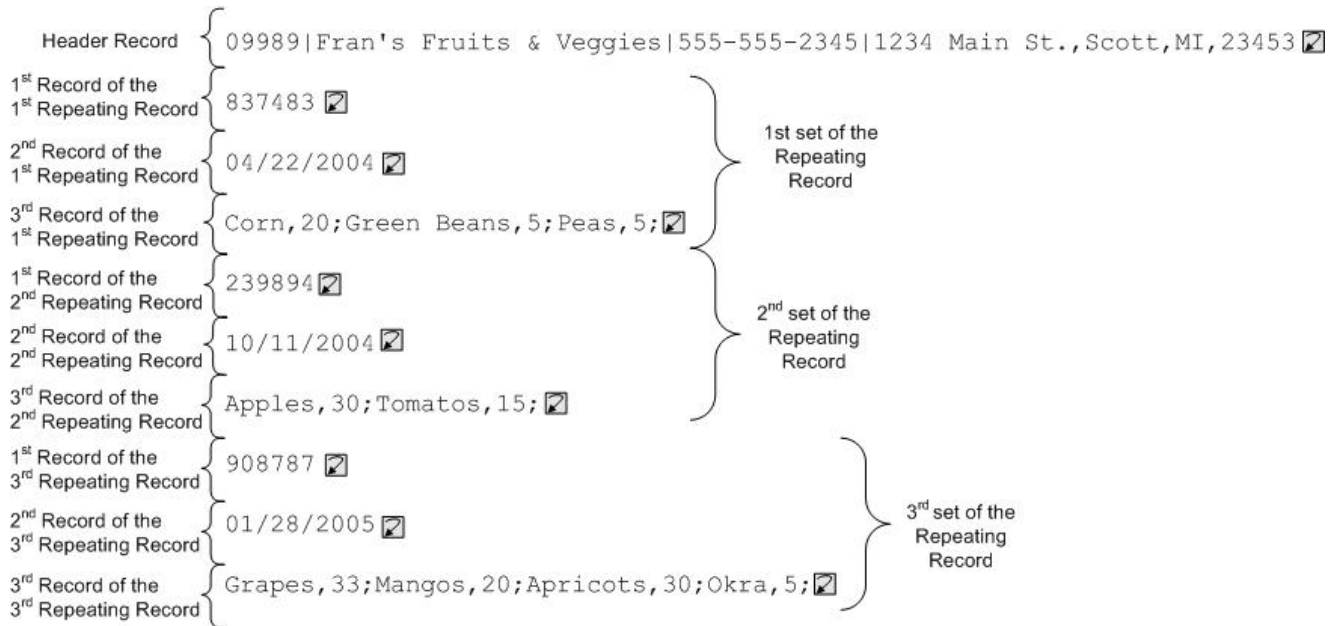 Header Record
09989|Fran's Fruits & Veggies|555-555-2345|1234 Main St.,Scott,MI,23453
1st Record of the
1st Repeating Record
837483
2nd Record of the
1st Repeating Record
04/22/2004
3rd Record of the
1st Repeating Record
Corn,20;Green Beans,5;Peas,5;
1st set of the
Repeating
Record
1st Record of the
2nd Repeating Record
239894
2nd Record of the
2nd Repeating Record
10/11/2004
3rd Record of the
2nd Repeating Record
Apples,30;Tomatos,15;
2nd set of the
Repeating
Record
1st Record of the
3rd Repeating Record
908787
2nd Record of the
3rd Repeating Record
01/28/2005
3rd Record of the
3rd Repeating Record
Grapes,33;Mangos,20;Apricots,30;Okra,5;
3rd set of the
Repeating
Record